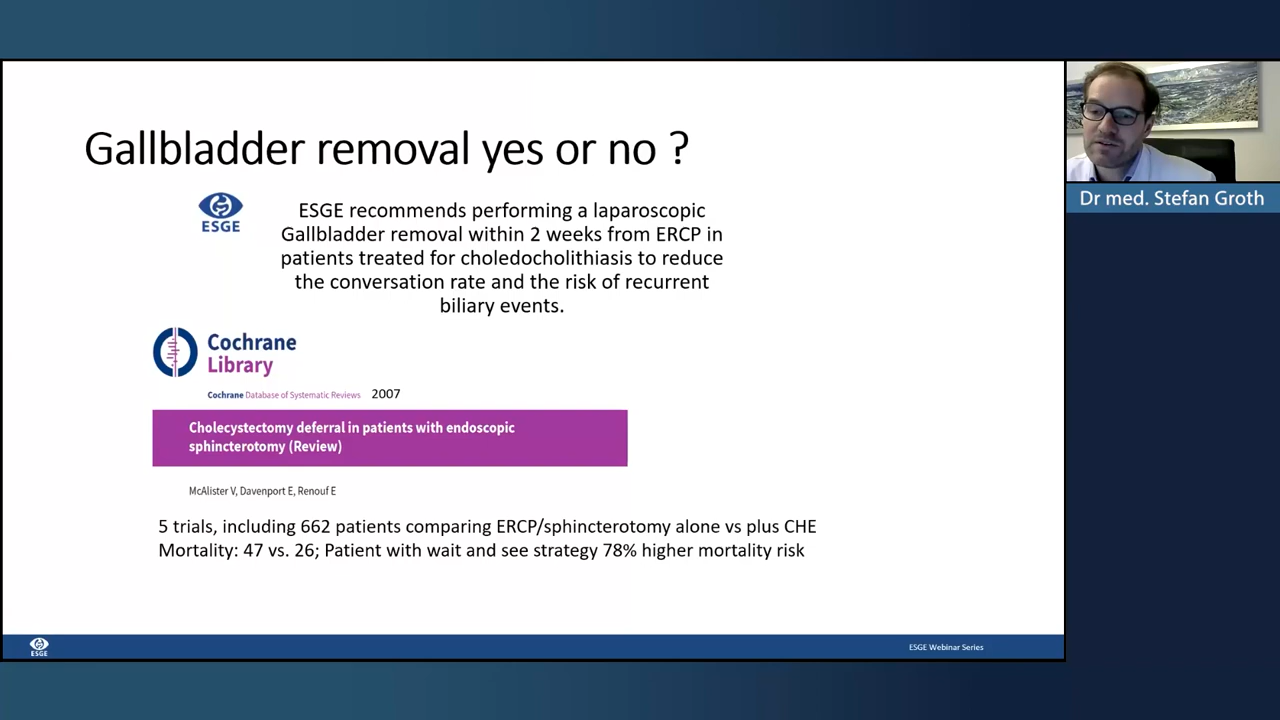 Gallbladder removal yes or no ?
ESGE
ESGE recommends performing a laparoscopic
Gallbladder removal within 2 weeks from ERCP in
patients treated for choledocholithiasis to reduce
the conversation rate and the risk of recurrent
biliary events.
Cochrane
Library
Cochrane Database of Systematic Reviews 2007
Cholecystectomy deferral in patients with endoscopic
sphincterotomy (Review)
McAlister V, Davenport E, Renouf E
5 trials, including 662 patients comparing ERCP/sphincterotomy alone vs plus CHE
Mortality: 47 vs. 26; Patient with wait and see strategy 78% higher mortality risk
ESGE
ESGE Webinar Series
Dr med. Stefan Groth